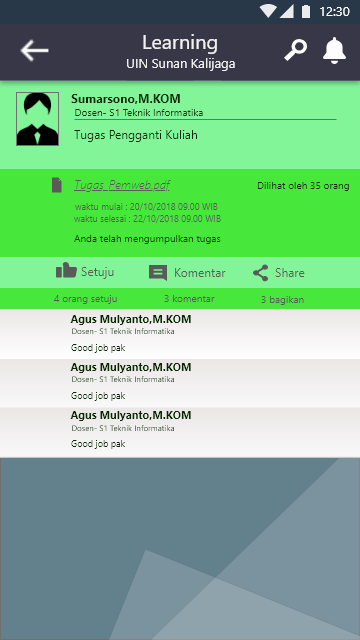 12:30
Learning
UIN Sunan Kalijaga
Sumarsono,M.KOM
Dosen- S1 Teknik Informatika
Tugas Pengganti Kuliah
Tugas_Pemweb.pdf
Dilihat oleh 35 orang
waktu mulai : 20/10/2018 09.00 WIB
waktu selesai : 22/10/2018 09.00 WIB
Anda telah mengumpulkan tugas
Setuju Komentar Share
4 orang setuju 3 komentar 3 bagikan
Agus Mulyanto,M.KOM
Dosen- S1 Teknik Informatika
Good job pak
Agus Mulyanto,M.KOM
Dosen- S1 Teknik Informatika
Good job pak
Agus Mulyanto,M.KOM
Dosen- S1 Teknik Informatika
Good job pak